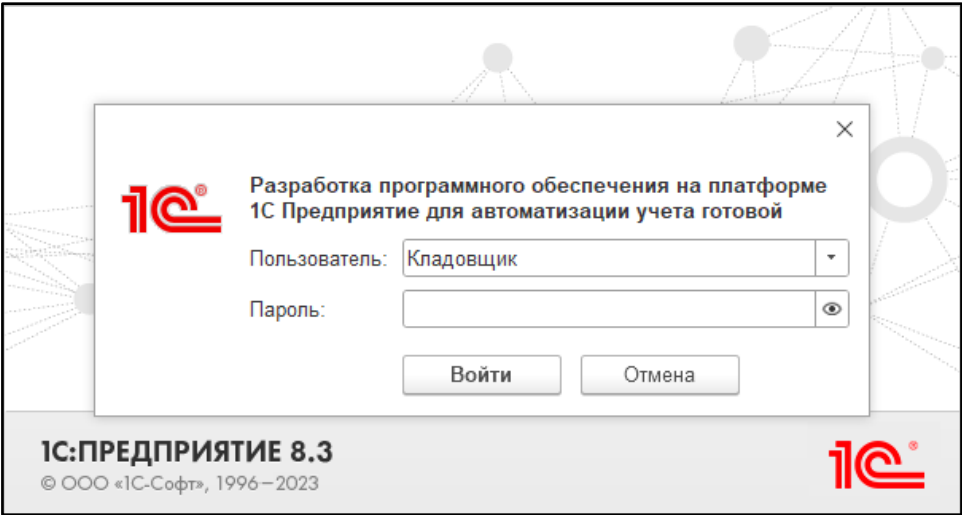 1С®
Разработка программного обеспечения на платформе
1С Предприятие для автоматизации учета готовой
Пользователь: Кладовщик
Пароль:
Войти Отмена
1С:ПРЕДПРИЯТИЕ 8.3
© ООО «1С-Софт», 1996–2023
1С®